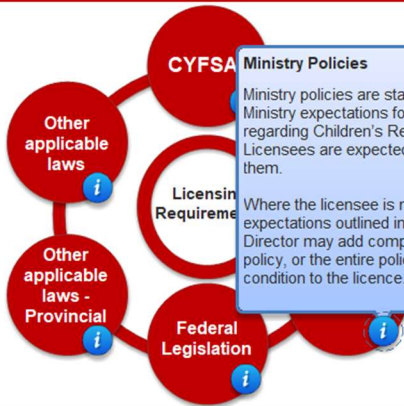 CYFSA
Ministry Policies
Ministry policies are
Ministry expectations
regarding Children's
Licensees are expected
them.
Where the licensee is
expectations outlined in
Director may add
policy, or the entire
condition to the licence.
Other
applicable
laws
Other
applicable
laws -
Provincial
Federal
Legislation
i
i
i
i